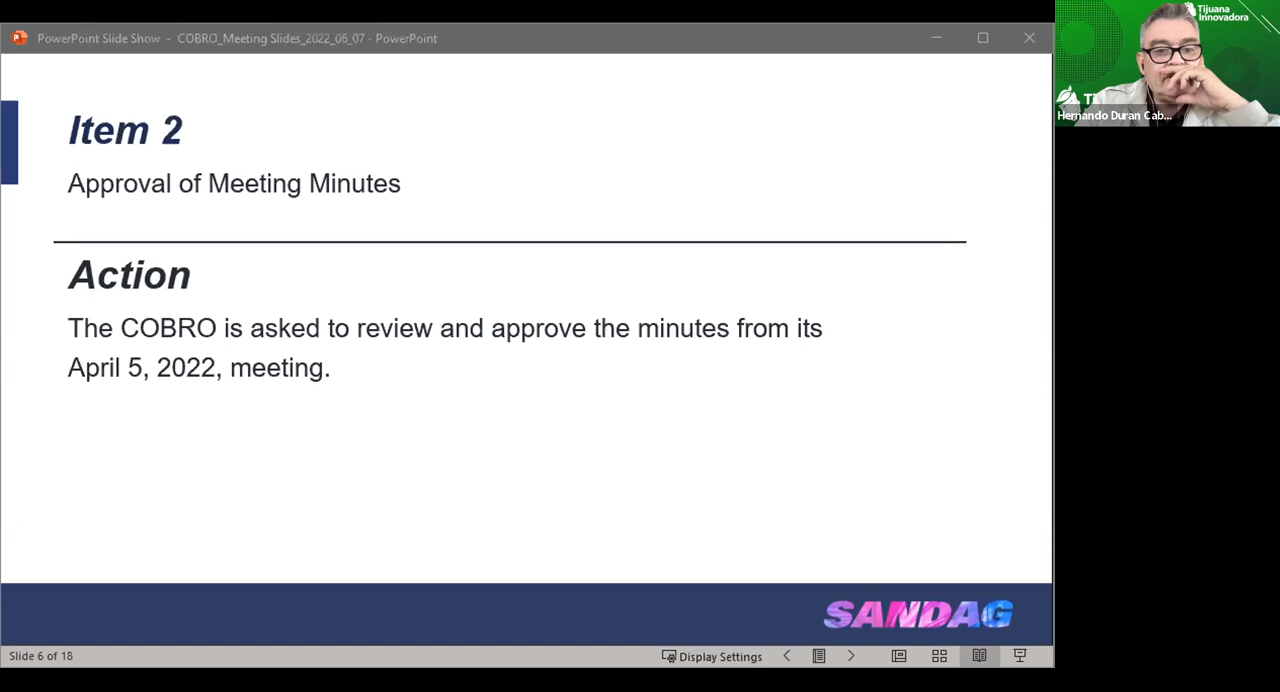 PowerPoint Slide Show - COBRO_Meeting Slides_2022_06_07 - PowerPoint
Tijuana
Innovadora
Hernando Duran Cab...
Item 2
Approval of Meeting Minutes
Action
The COBRO is asked to review and approve the minutes from its
April 5, 2022, meeting.
SANDAG
Slide 6 of 18
Display Settings